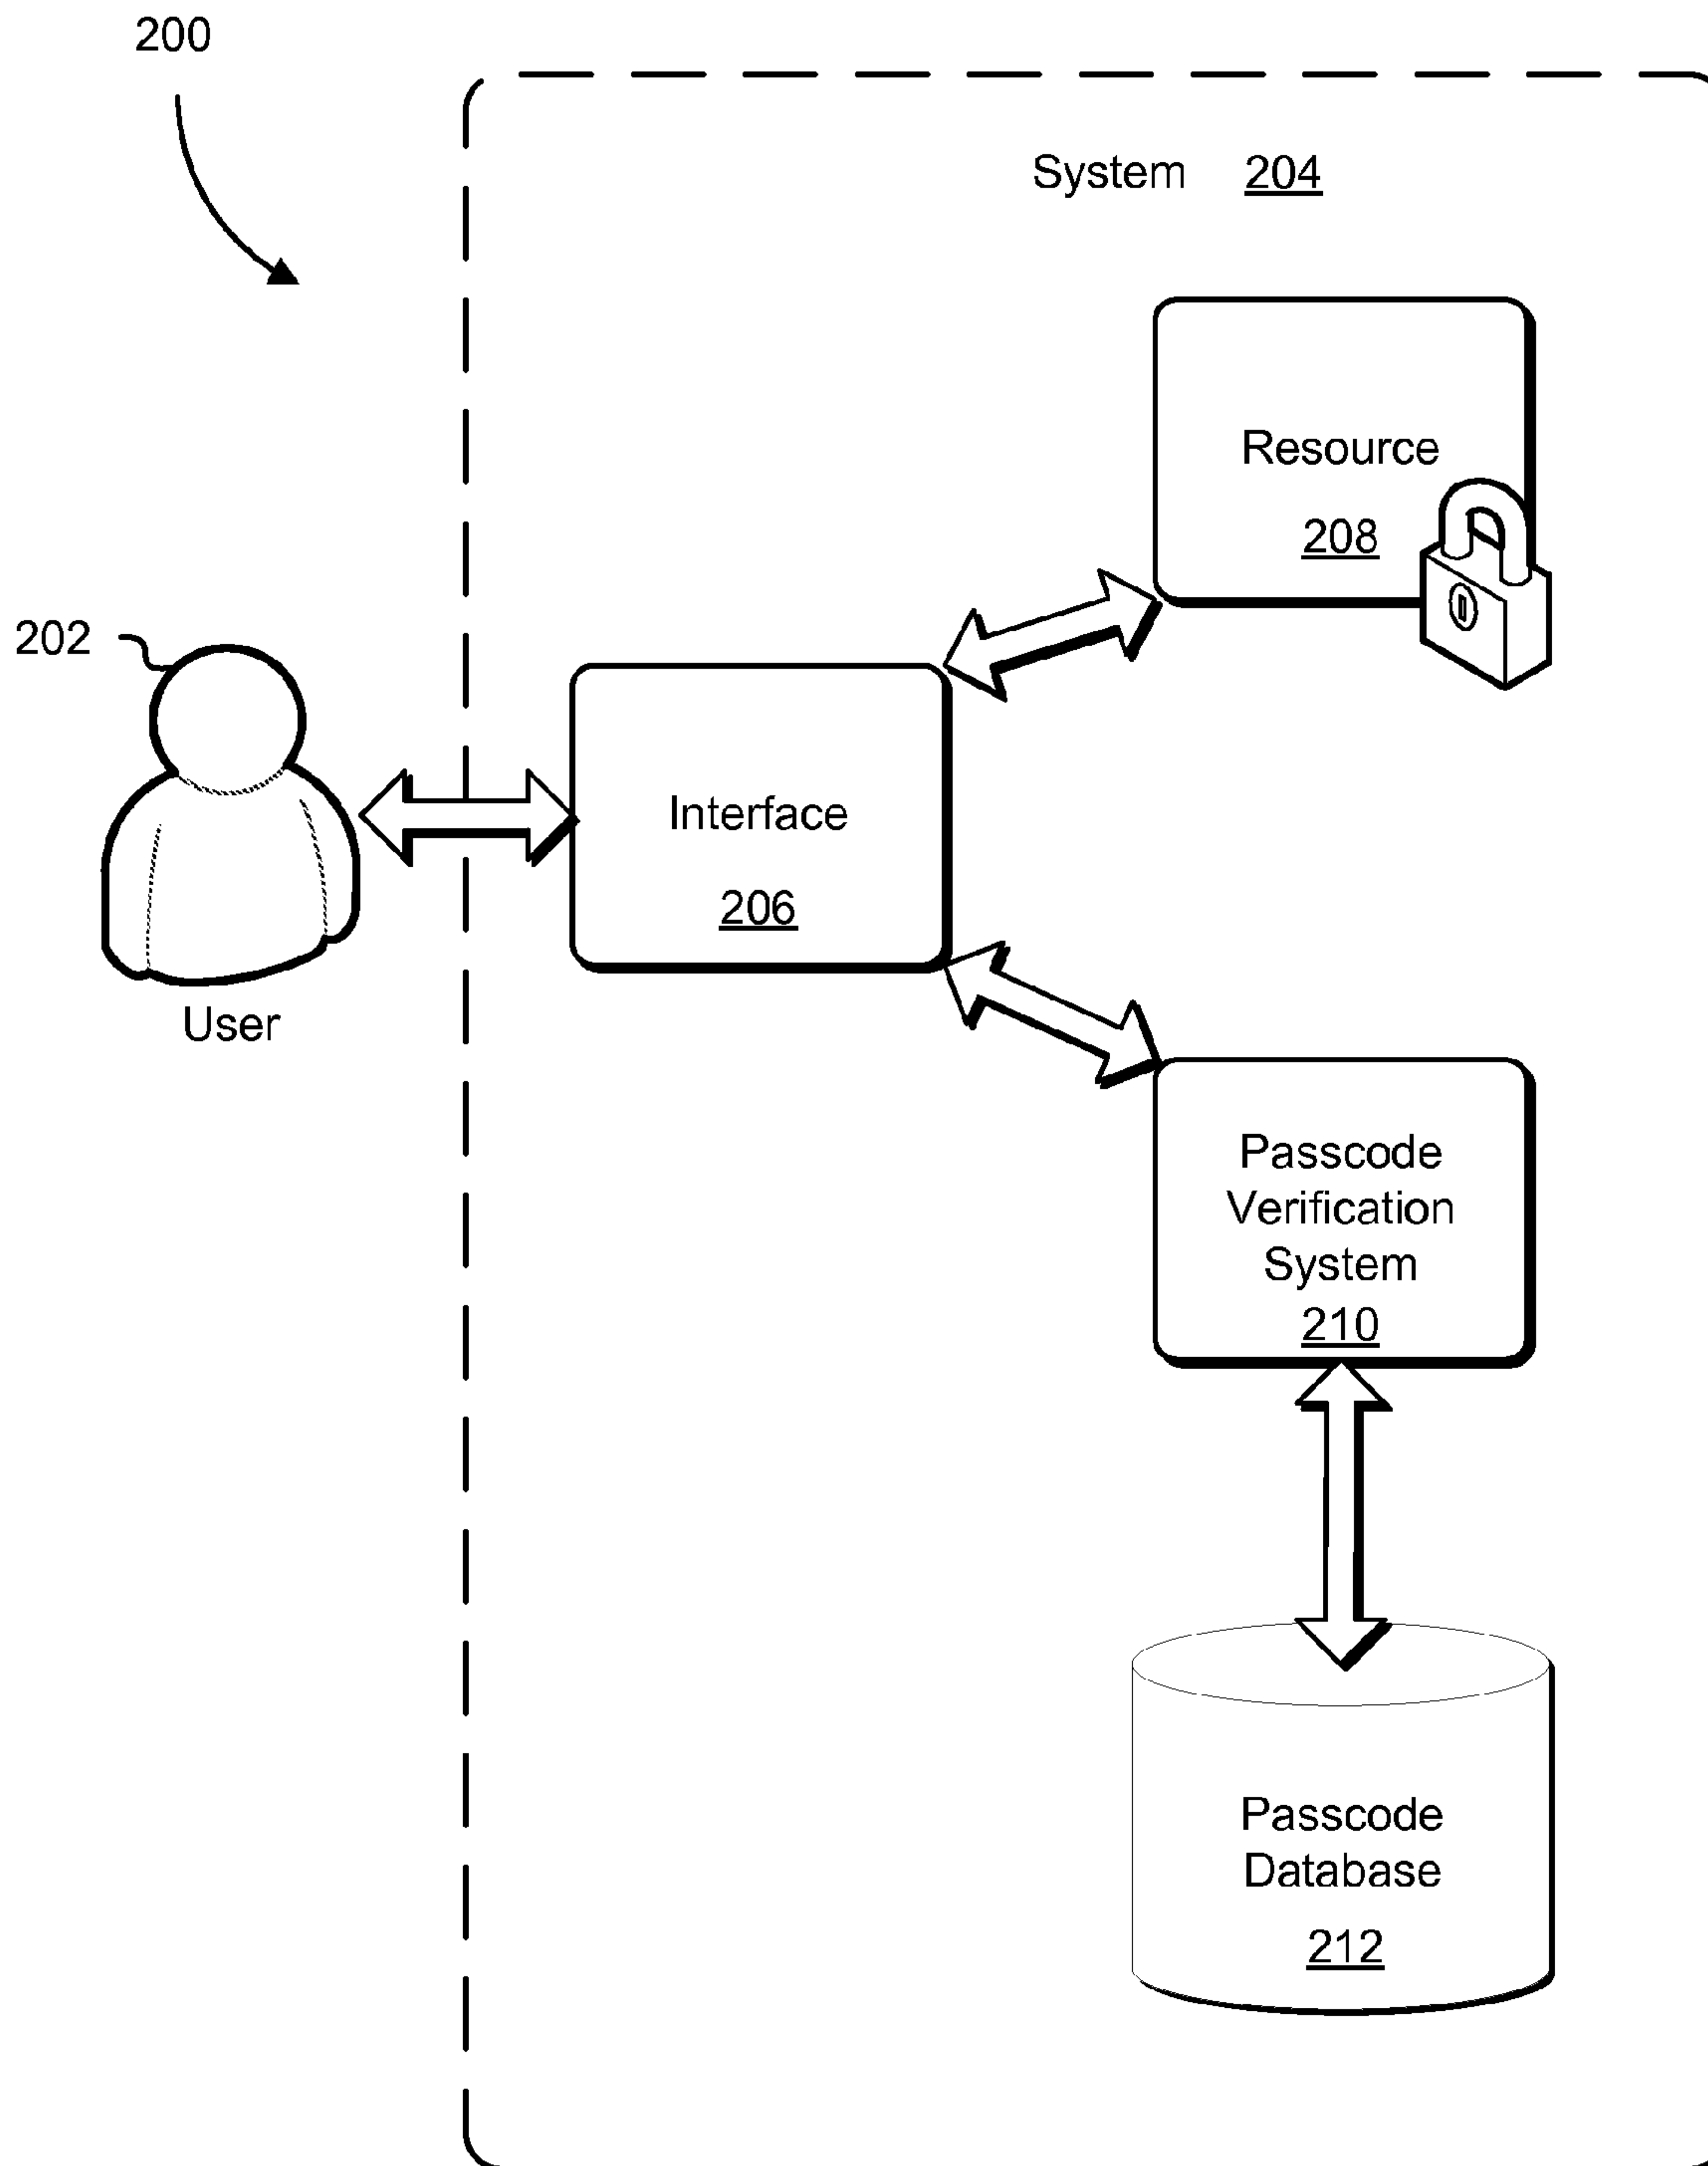 200
System 204
Resource
208
202
Interface
206
User
Passcode
Verification
System
210
Passcode
Database
212